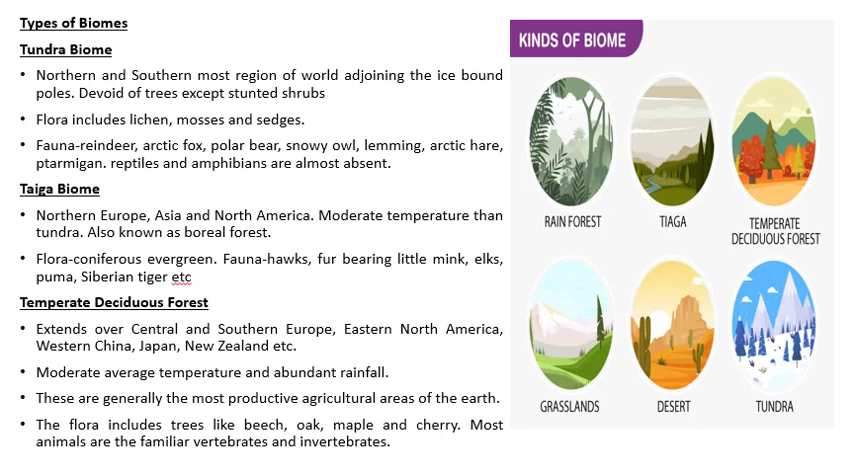 Types of Biomes
Tundra Biome
• Northern and Southern most region of world adjoining the ice bound
poles. Devoid of trees except stunted shrubs
• Flora includes lichen, mosses and sedges.
• Fauna-reindeer, arctic fox, polar bear, snowy owl, lemming, arctic hare,
ptarmigan. reptiles and amphibians are almost absent.
Taiga Biome
• Northern Europe, Asia and North America. Moderate temperature than
tundra. Also known as boreal forest.
• Flora-coniferous evergreen. Fauna-hawks, fur bearing little mink, elks,
puma, Siberian tiger etc
Temperate Deciduous Forest
• Extends over Central and Southern Europe, Eastern North America,
Western China, Japan, New Zealand etc.
• Moderate average temperature and abundant rainfall.
• These are generally the most productive agricultural areas of the earth.
• The flora includes trees like beech, oak, maple and cherry. Most
animals are the familiar vertebrates and invertebrates.
KINDS OF BIOME
RAIN FOREST
TIAGA
TEMPERATE
DECIDUOUS FOREST
GRASSLANDS
DESERT
TUNDRA